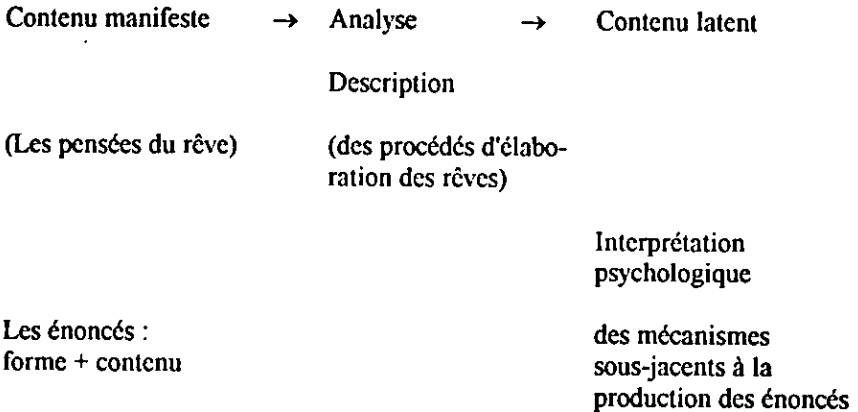 Contenu manifeste → Analyse → Contenu latent
Description
(Les pensées du rêve) (des procédés d'élabo-
ration des rêves)
Interprétation
psychologique
Les énoncés : des mécanismes
forme + contenu sous-jacents à la
production des énoncés